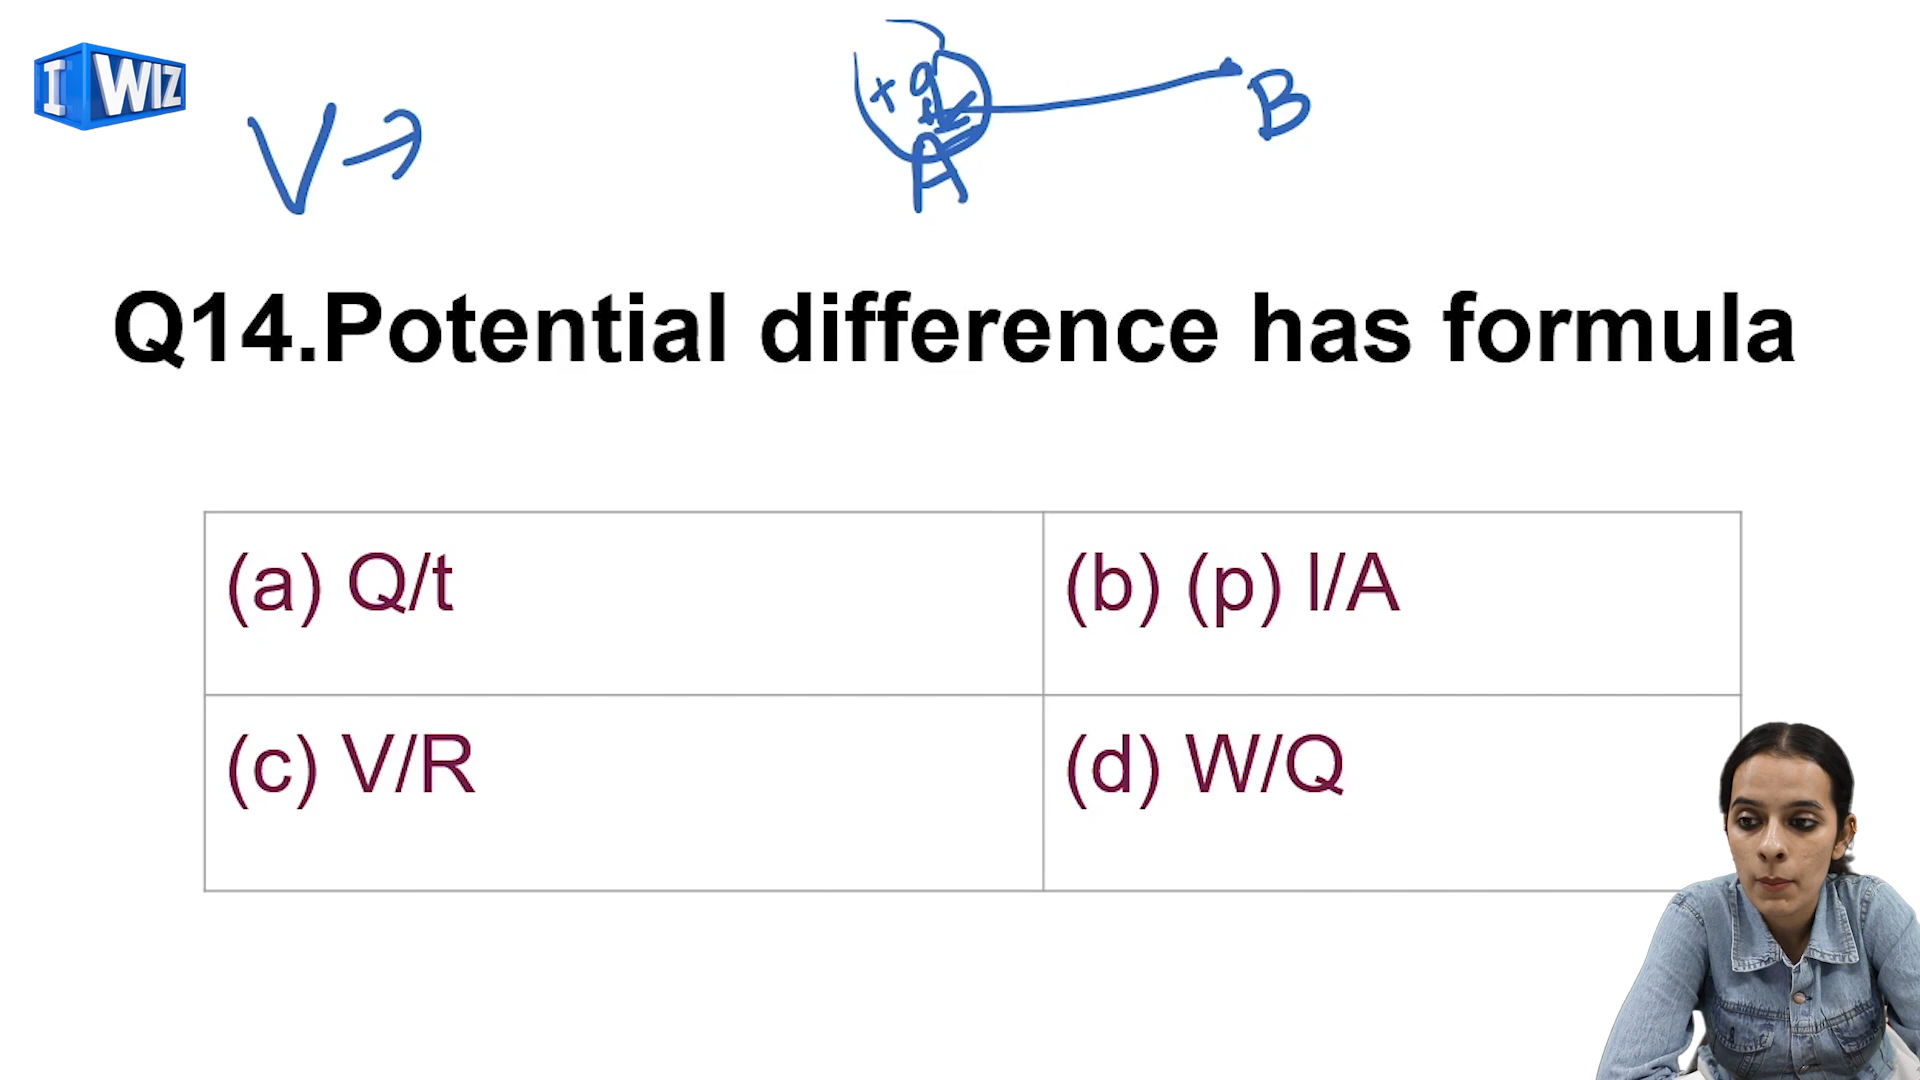 I WIZ
V →
+q
A
B
Q14.Potential difference has formula
(a) Q/t
(b) (p) l/A
(c) V/R
(d) W/Q